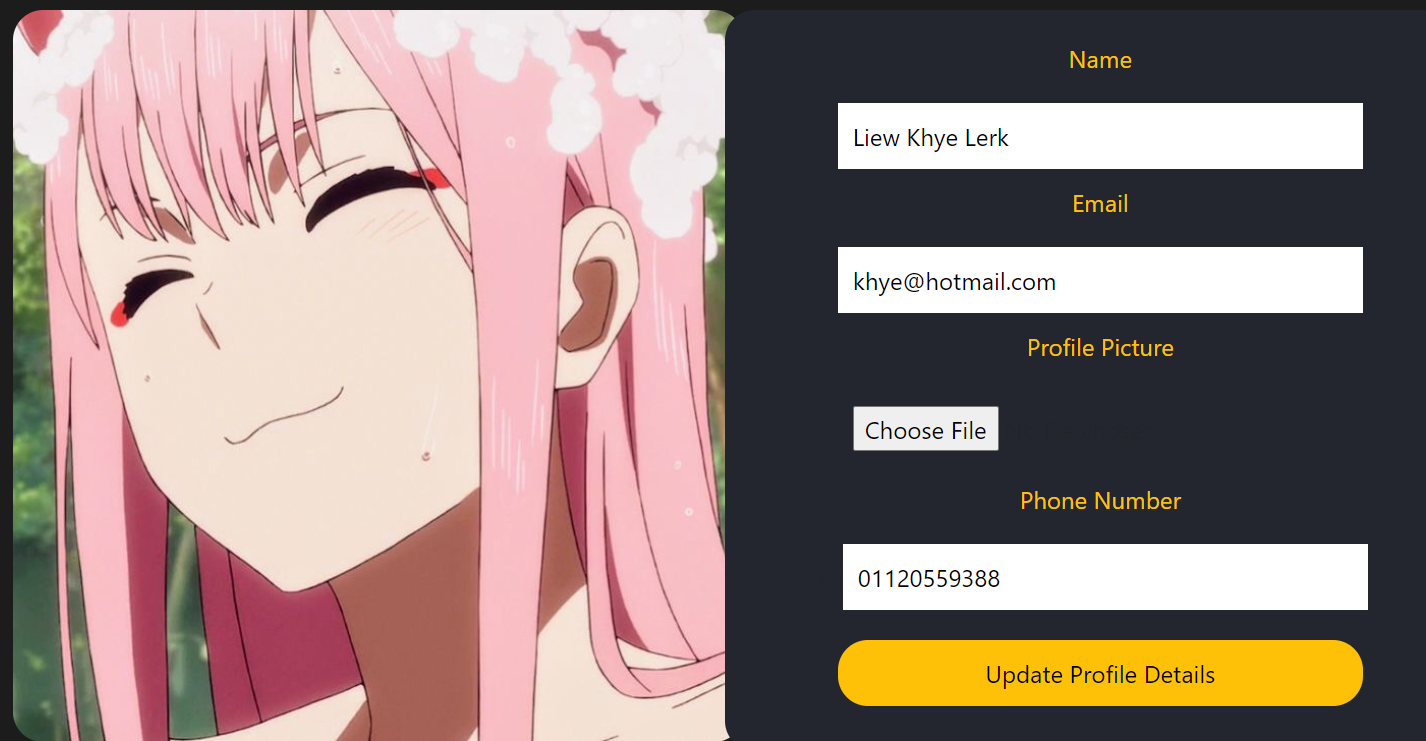 Name
Liew Khye Lerk
Email
khye@hotmail.com
Profile Picture
Choose File
Phone Number
01120559388
Update Profile Details